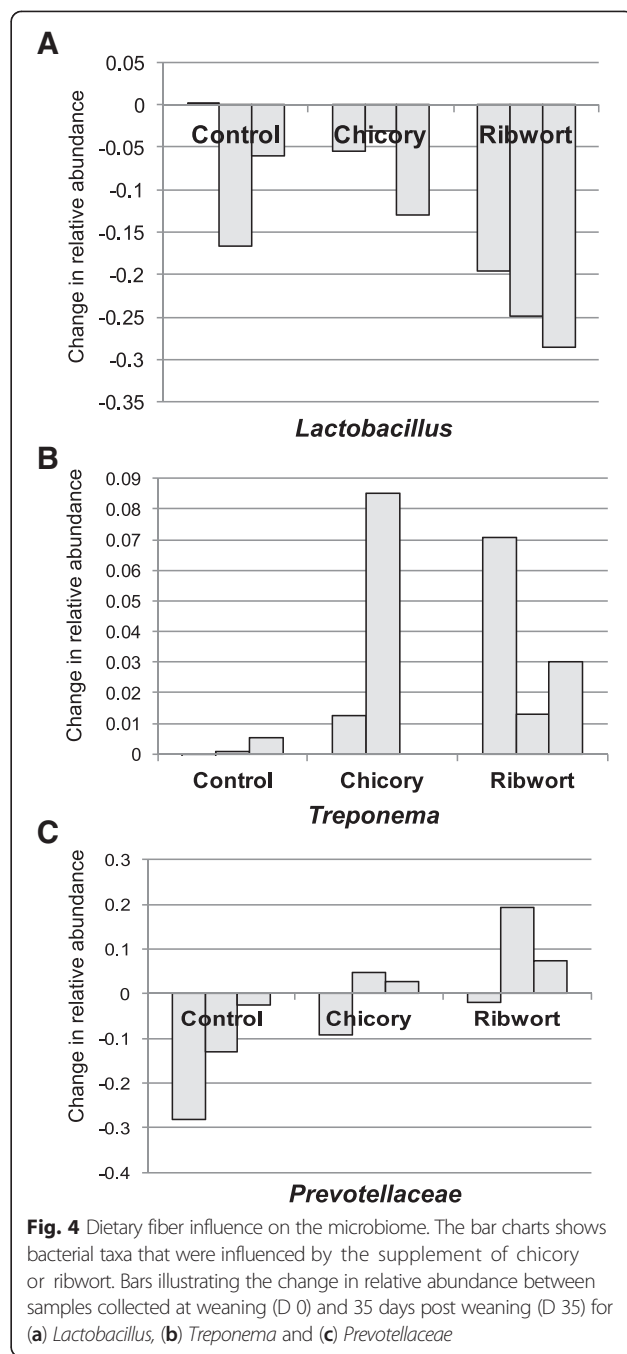 A
Change in relative abundance
0.05
0
-0.05
-0.1
-0.15
-0.2
-0.25
-0.3
-0.35
Control Chicory Ribwort
Lactobacillus
B
Change in relative abundance
0.09
0.08
0.07
0.06
0.05
0.04
0.03
0.02
0.01
0
Control Chicory Ribwort
Treponema
C
Change in relative abundance
0.3
0.2
0.1
0
-0.1
-0.2
-0.3
-0.4
Control Chicory Ribwort
Prevotellaceae
Fig. 4 Dietary fiber influence on the microbiome. The bar charts shows
bacterial taxa that were influenced by the supplement of chicory
or ribwort. Bars illustrating the change in relative abundance between
samples collected at weaning (D 0) and 35 days post weaning (D 35) for
(a) Lactobacillus, (b) Treponema and (c) Prevotellaceae